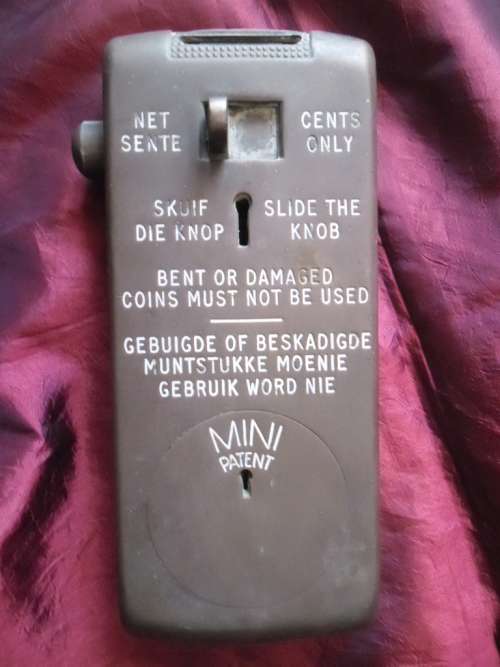 NET
SENTE
CENTS
ONLY
SKUIF
DIE KNOP
SLIDE THE
KNOB
BENT OR DAMAGED
COINS MUST NOT BE USED
GEBUIGDE OF BESKADIGDE
MUNTSTUKKE MOENIE
GEBRUIK WORD NIE
MINI
PATENT